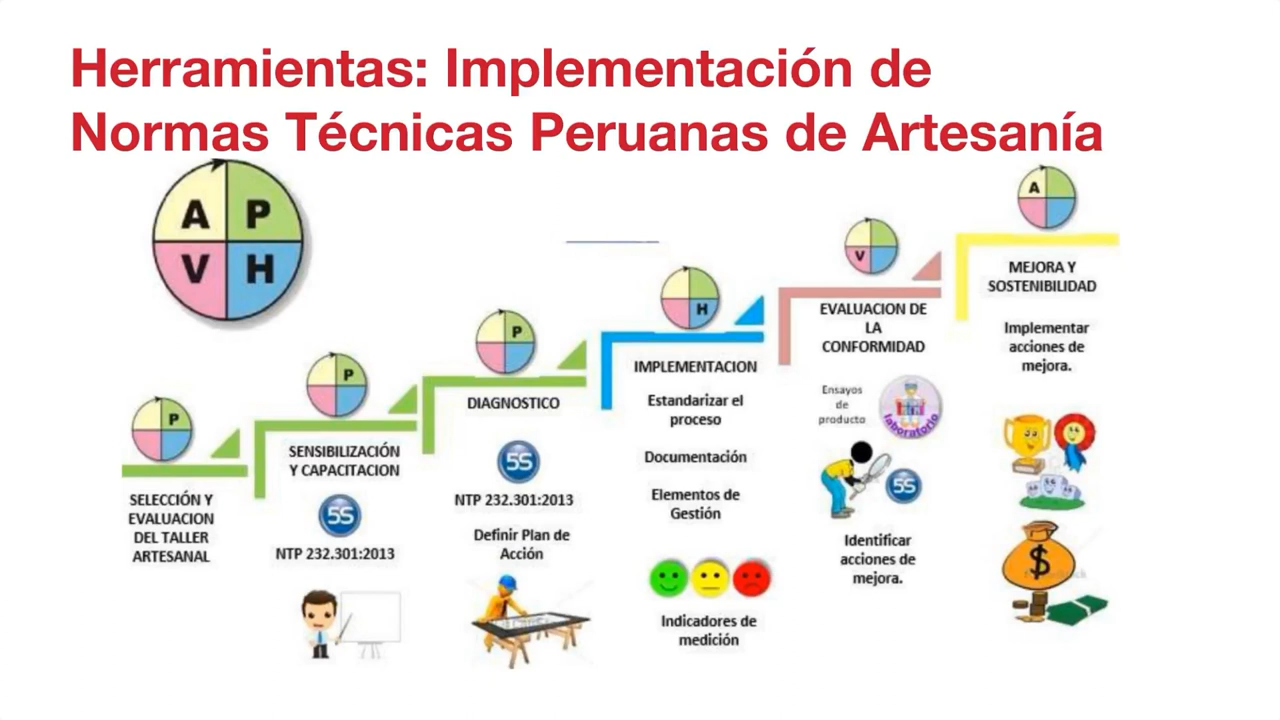 Herramientas: Implementación de
Normas Técnicas Peruanas de Artesanía
A P
V H
P
SELECCIÓN Y
EVALUACION
DEL TALLER
ARTESANAL
P
SENSIBILIZACIÓN
Y CAPACITACION
5S
NTP 232.301:2013
P
DIAGNOSTICO
5S
NTP 232.301:2013
Definir Plan de
Acción
H
IMPLEMENTACION
Estandarizar el
proceso
Documentación
Elementos de
Gestión
Indicadores de
medición
V
EVALUACION DE
LA
CONFORMIDAD
Ensayos
de
producto
laboratorio
5S
Identificar
acciones de
mejora.
A
MEJORA Y
SOSTENIBILIDAD
Implementar
acciones de
mejora.
$